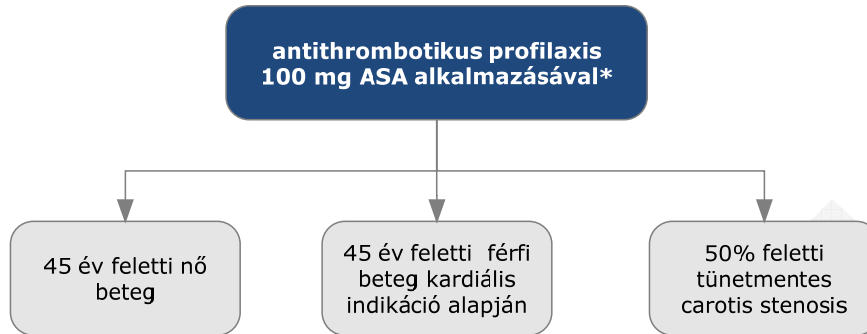 antithrombotikus profilaxis
100 mg ASA alkalmazásával*
45 év feletti nő
beteg
45 év feletti férfi
beteg kardiális
indikáció alapján
50% feletti
tünetmentes
carotis stenosis